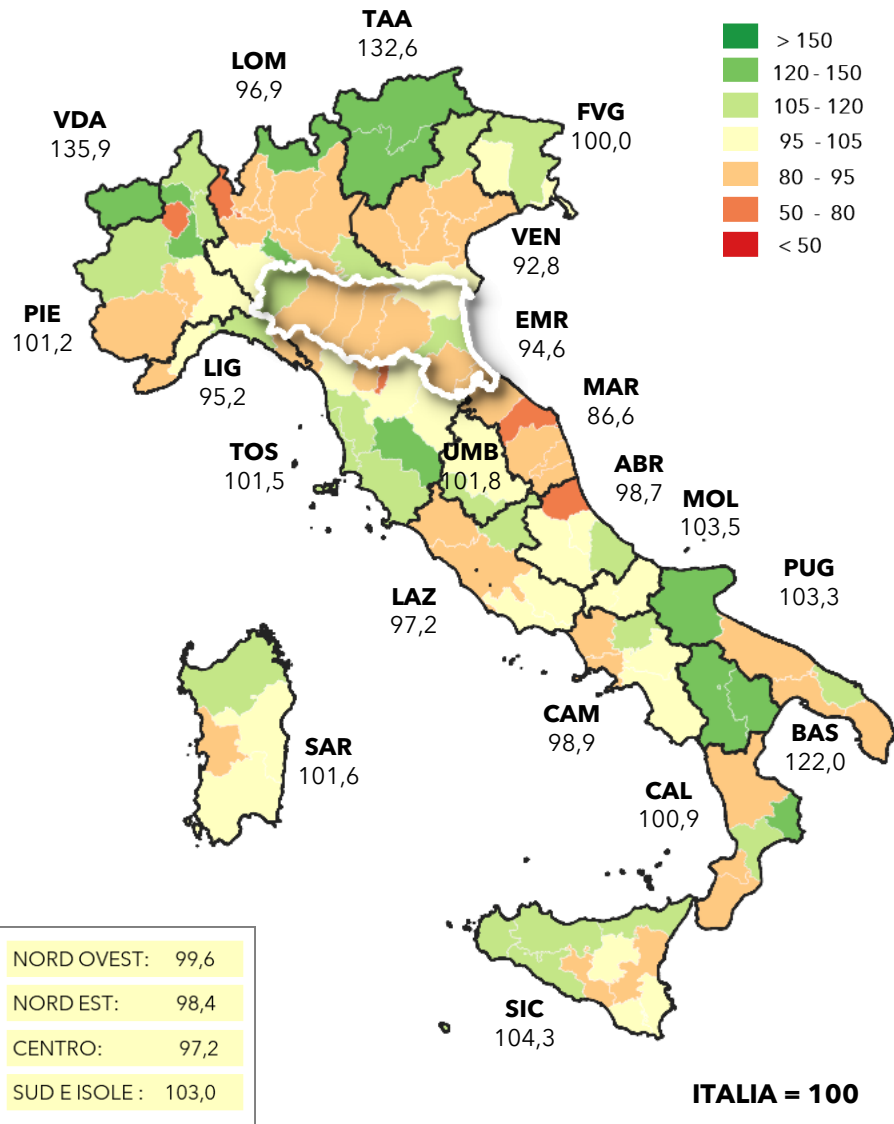 TAA
132,6
LOM
96,9
VDA
135,9
FVG
100,0
> 150
120 - 150
105 - 120
95 - 105
80 - 95
50 - 80
< 50
VEN
92,8
PIE
101,2
EMR
94,6
LIG
95,2
MAR
86,6
TOS
101,5
UMB
101,8
ABR
98,7
MOL
103,5
PUG
103,3
LAZ
97,2
CAM
98,9
BAS
122,0
SAR
101,6
CAL
100,9
SIC
104,3
NORD OVEST: 99,6
NORD EST: 98,4
CENTRO: 97,2
SUD E ISOLE : 103,0
ITALIA = 100